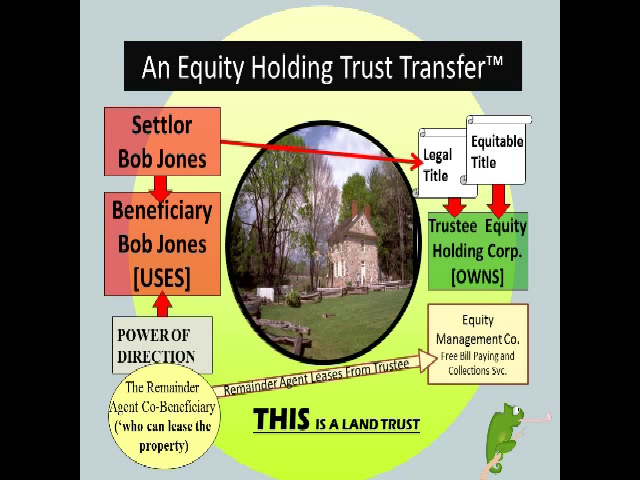 An Equity Holding Trust Transfer™
Settlor
Bob Jones
Legal
Title
Equitable
Title
Beneficiary
Bob Jones
[USES]
Trustee Equity
Holding Corp.
[OWNS]
POWER OF
DIRECTION
Equity
Management Co.
Free Bill Paying and
Collections Svc.
Remainder Agent Leases From Trustee
The Remainder
Agent Co-Beneficiary
(‘who can lease the
property)
THIS IS A LAND TRUST